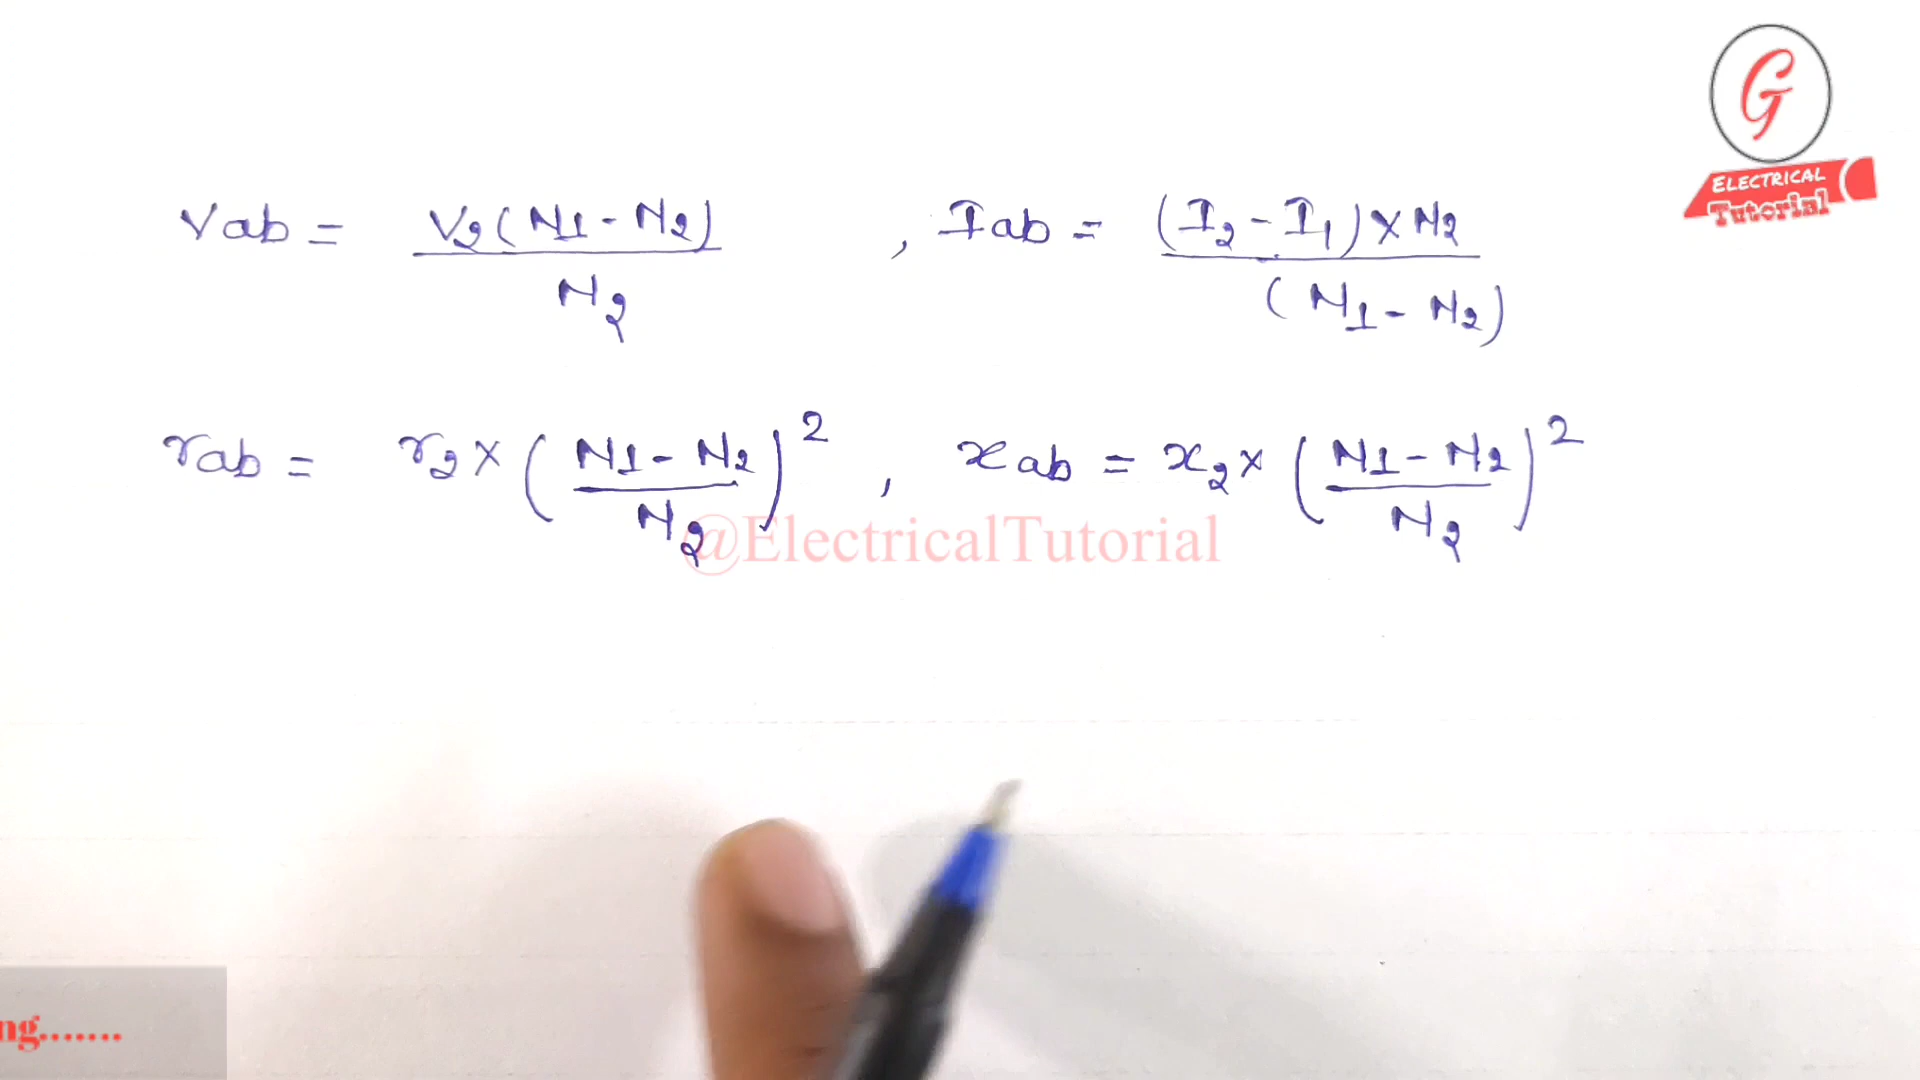 G
ELECTRICAL
Tutorial
Vab = V2(N1-N2)/N2 , Iab = (I2-I1)×N2/(N1-N2)
rab = r2×((N1-N2)/N2)^2 , xab = x2×((N1-N2)/N2)^2
@ElectricalTutorial
ng.......